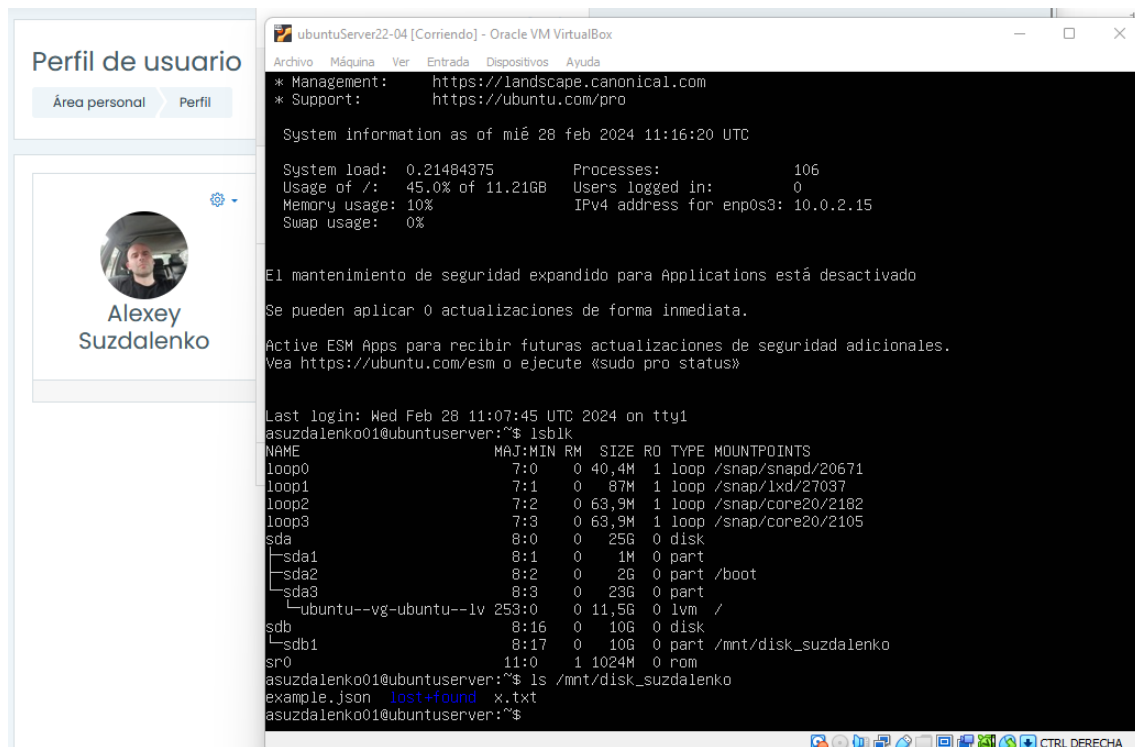 Perfil de usuario
Área personal
Perfil
Alexey
Suzdalenko
ubuntuServer22-04 [Corriendo] - Oracle VM VirtualBox
Archivo Máquina Ver Entrada Dispositivos Ayuda
* Management: https://landscape.canonical.com
* Support: https://ubuntu.com/pro
System information as of mié 28 feb 2024 11:16:20 UTC
System load: 0.21484375 Processes: 106
Usage of /: 45.0% of 11.21GB Users logged in: 0
Memory usage: 10% IPv4 address for enp0s3: 10.0.2.15
Swap usage: 0%
El mantenimiento de seguridad expandido para Applications está desactivado
Se pueden aplicar 0 actualizaciones de forma inmediata.
Active ESM Apps para recibir futuras actualizaciones de seguridad adicionales.
Vea https://ubuntu.com/esm o ejecute «sudo pro status»
Last login: Wed Feb 28 11:07:45 UTC 2024 on tty1
asuzdalenko01@ubuntuserver:~$ lsblk
NAME MAJ:MIN RM SIZE RO TYPE MOUNTPOINTS
loop0 7:0 0 40,4M 1 loop /snap/snapd/20671
loop1 7:1 0 87M 1 loop /snap/lxd/27037
loop2 7:2 0 63,9M 1 loop /snap/core20/2182
loop3 7:3 0 63,9M 1 loop /snap/core20/2105
sda 8:0 0 25G 0 disk
├─sda1 8:1 0 1M 0 part
├─sda2 8:2 0 2G 0 part /boot
└─sda3 8:3 0 23G 0 part
└─ubuntu--vg-ubuntu--lv 253:0 0 11,5G 0 lvm /
sdb 8:16 0 10G 0 disk
└─sdb1 8:17 0 10G 0 part /mnt/disk_suzdalenko
sr0 11:0 1 1024M 0 rom
asuzdalenko01@ubuntuserver:~$ ls /mnt/disk_suzdalenko
example.json lost+found x.txt
asuzdalenko01@ubuntuserver:~$
CTRL DERECHA